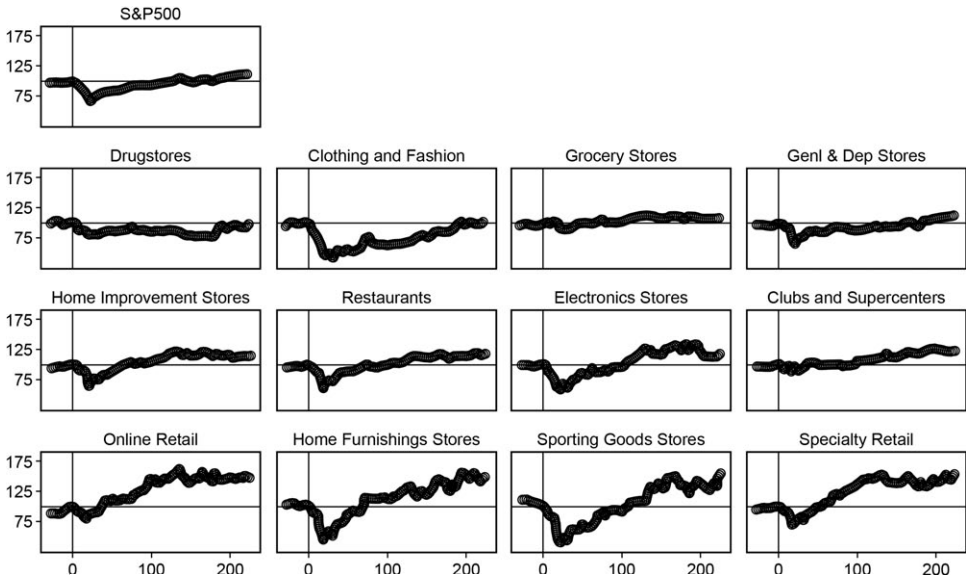 S&P500
175
125
75
Drugstores Clothing and Fashion Grocery Stores Genl & Dep Stores
175
125
75
Home Improvement Stores Restaurants Electronics Stores Clubs and Supercenters
175
125
75
Online Retail Home Furnishings Stores Sporting Goods Stores Specialty Retail
175
125
75
0 100 200 0 100 200 0 100 200 0 100 200